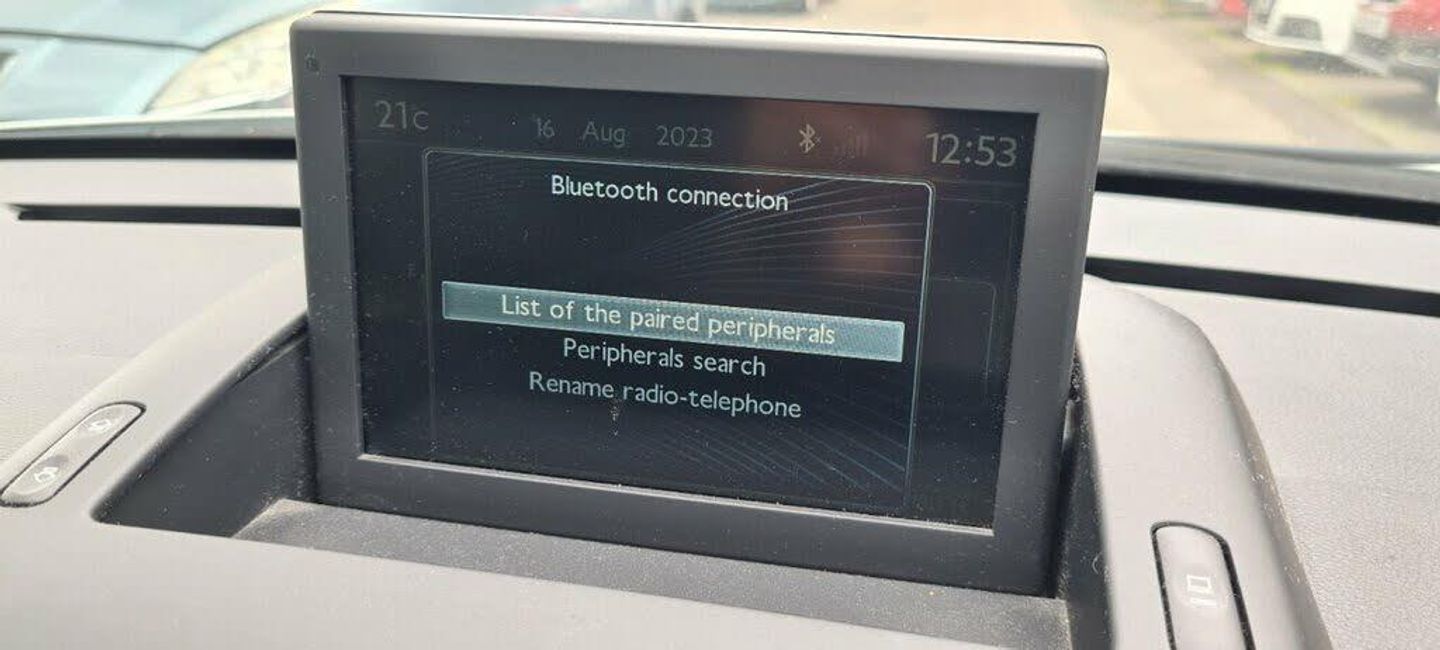 21c 16 Aug 2023 12:53
Bluetooth connection
List of the paired peripherals
Peripherals search
Rename radio-telephone